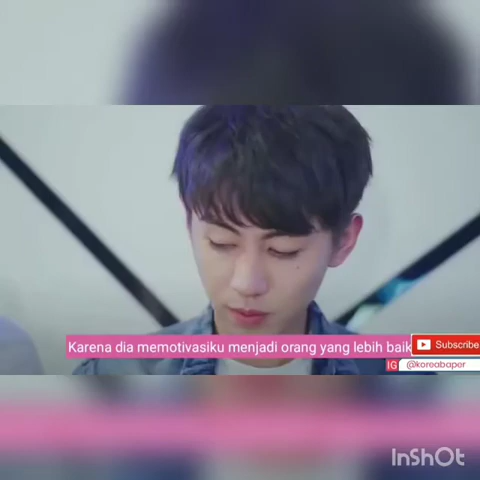 Karena dia memotivasiku menjadi orang yang lebih baik
Subscribe
IG @koreabaper
InShOt